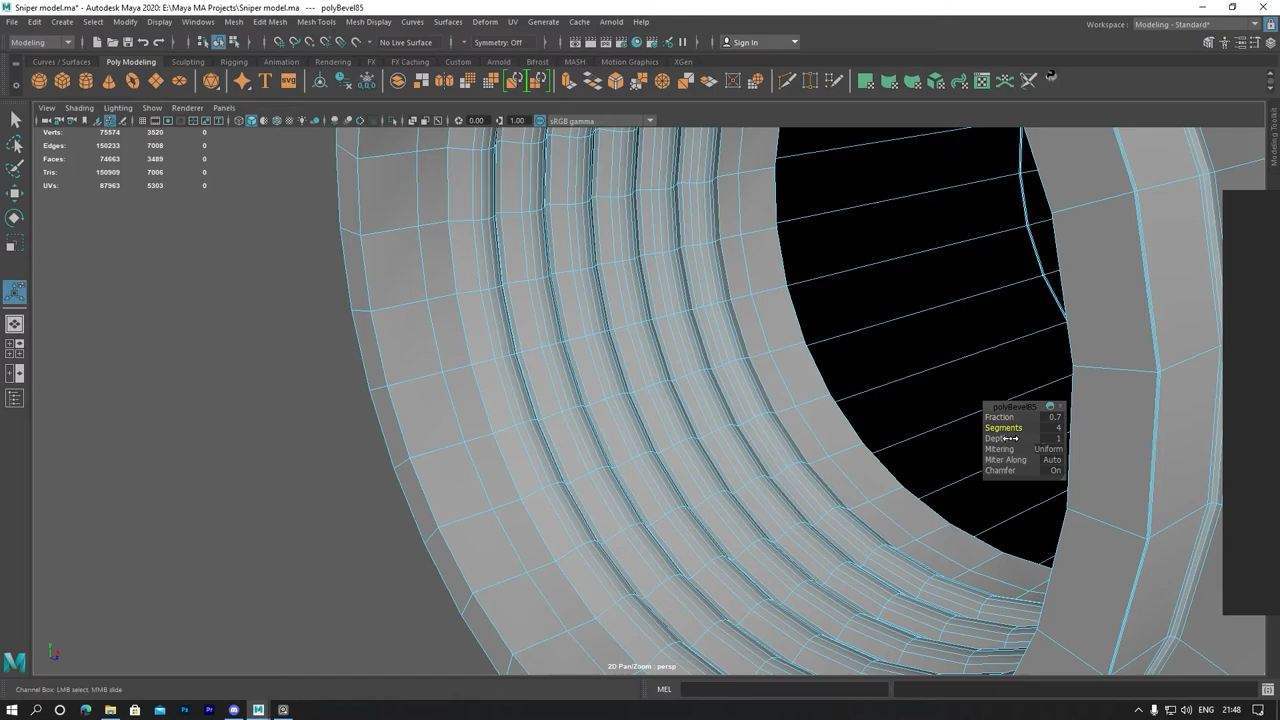 Sniper model.ma* - Autodesk Maya 2020: E:\Maya MA Projects\Sniper model.ma --- polyBevel85
File Edit Create Select Modify Display Windows Mesh Edit Mesh Mesh Tools Mesh Display Curves Surfaces Deform UV Generate Cache Arnold Help
Workspace : Modeling - Standard*
Modeling No Live Surface Symmetry: Off Sign In
Curves / Surfaces Poly Modeling Sculpting Rigging Animation Rendering FX FX Caching Custom Arnold Bifrost MASH Motion Graphics XGen
SVG
View Shading Lighting Show Renderer Panels
0.00 1.00 sRGB gamma
Verts: 75574 3520 0
Edges: 150233 7008 0
Faces: 74663 3489 0
Tris: 150909 7006 0
UVs: 87963 5303 0
Modeling Toolkit
polyBevel85
Fraction 0.7
Segments 4
Depth 1
Mitering Uniform
Miter Along Auto
Chamfer On
2D Pan/Zoom : persp
Channel Box: LMB select, MMB slide
MEL
ENG 21:48